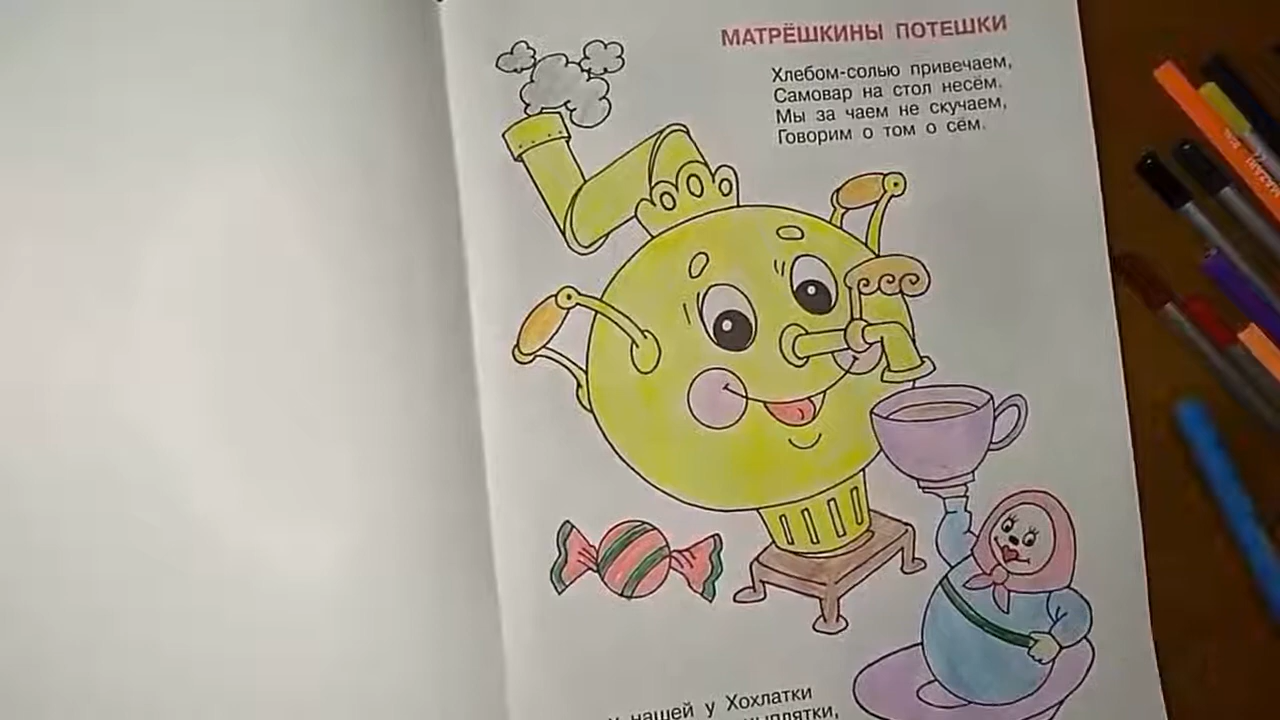 МАТРЁШКИНЫ ПОТЕШКИ
Хлебом-солью привечаем,
Самовар на стол несём.
Мы за чаем не скучаем,
Говорим о том о сём.
нашей у Хохлатки